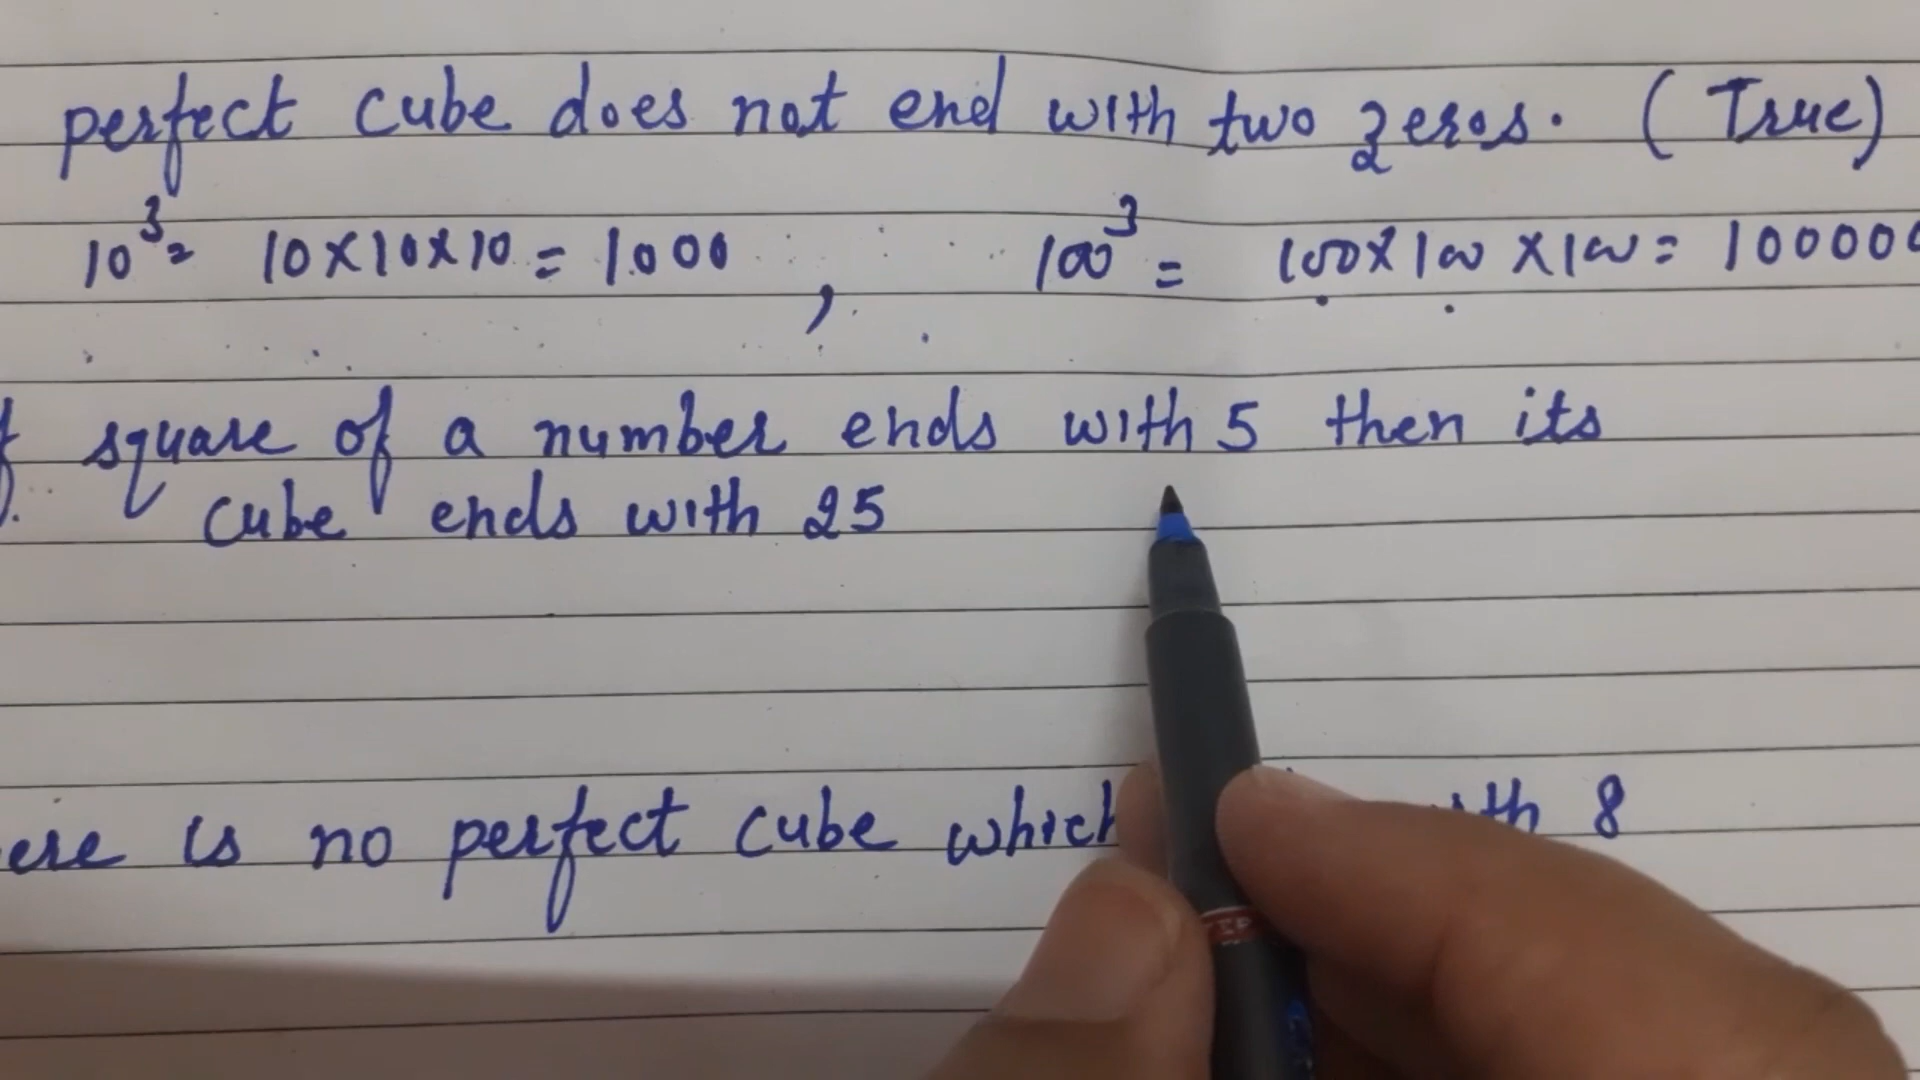 perfect cube does not end with two zeros. (True)
10³= 10×10×10 = 1000 , 100³ = 100×100×100= 100000
square of a number ends with 5 then its
cube ends with 25
is no perfect cube which 8